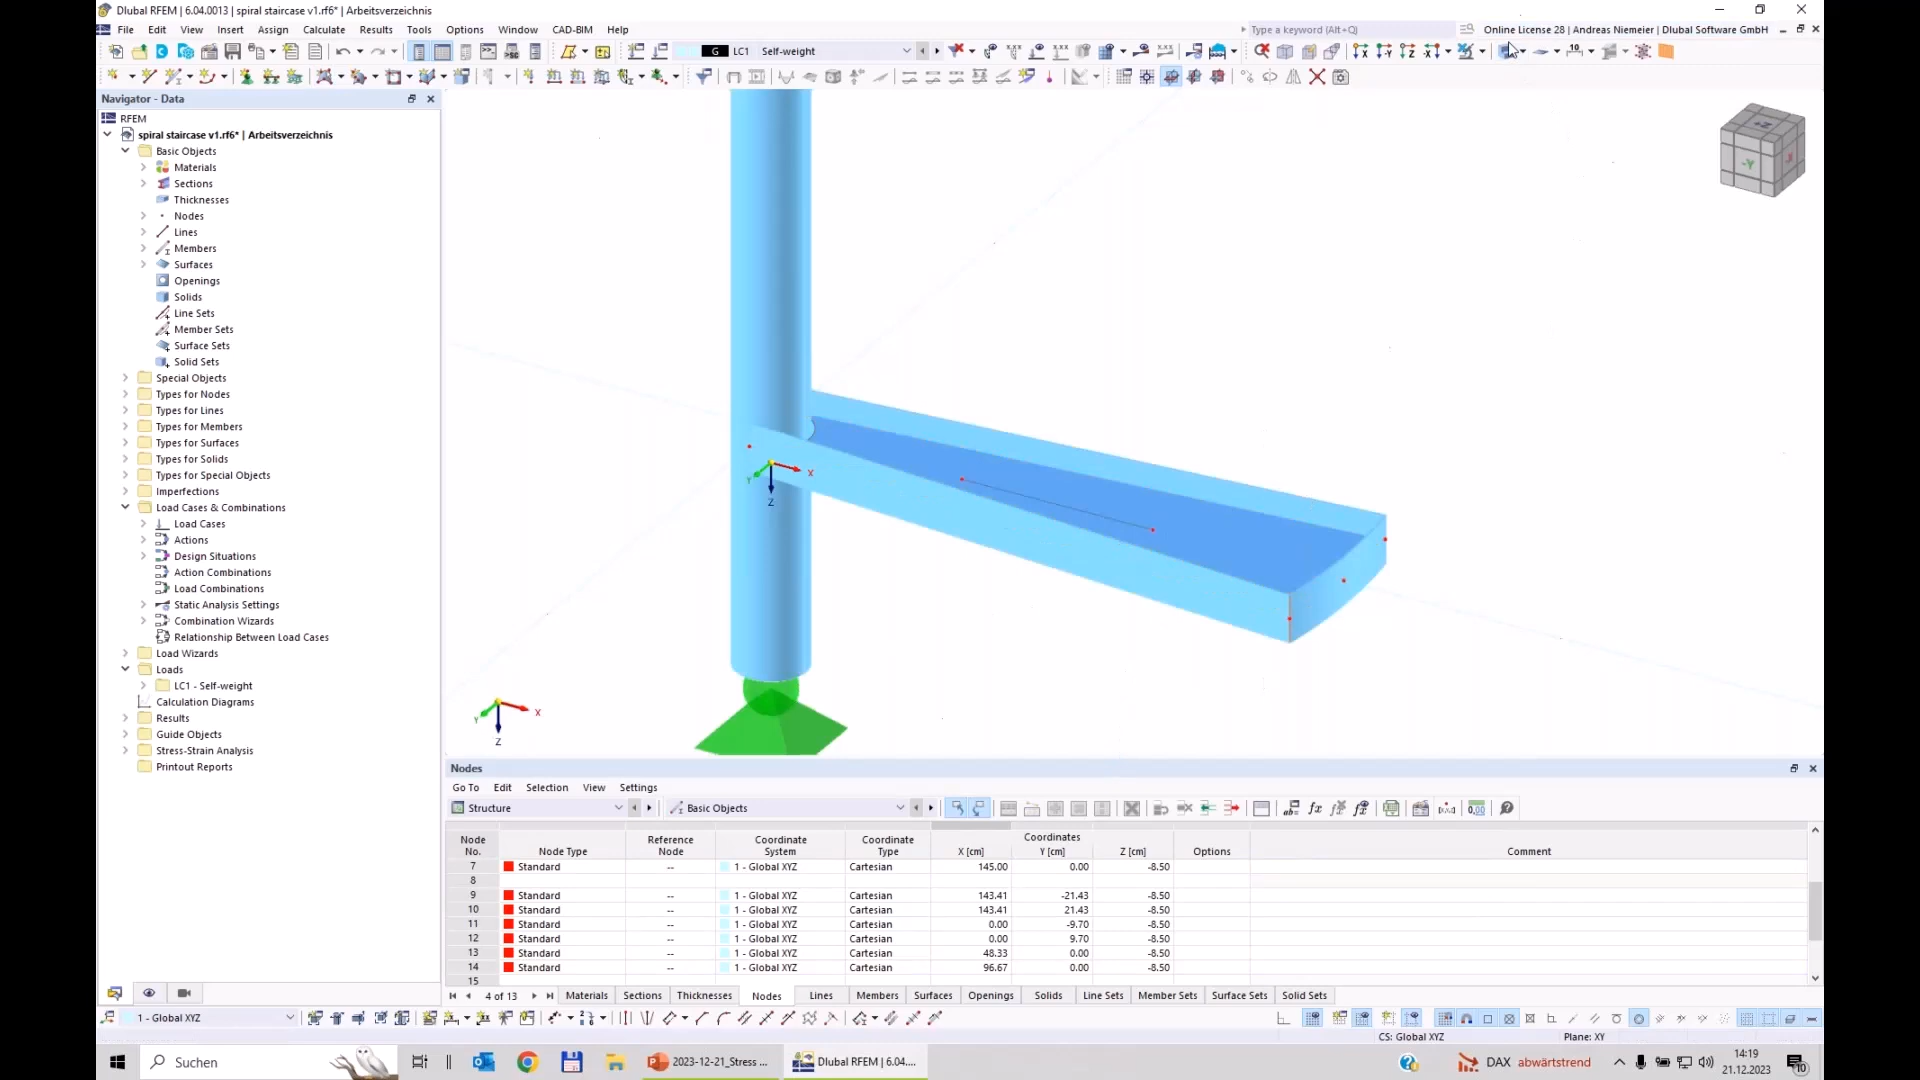 Dlubal RFEM | 6.04.0013 | spiral staircase v1.rf6* | Arbeitsverzeichnis
File Edit View Insert Assign Calculate Results Tools Options Window CAD-BIM Help
Type a keyword (Alt+Q)
Online License 28 | Andreas Niemeier | Dlubal Software GmbH
G LC1 Self-weight
Navigator - Data
RFEM
spiral staircase v1.rf6* | Arbeitsverzeichnis
Basic Objects
Materials
Sections
Thicknesses
Nodes
Lines
Members
Surfaces
Openings
Solids
Line Sets
Member Sets
Surface Sets
Solid Sets
Special Objects
Types for Nodes
Types for Lines
Types for Members
Types for Surfaces
Types for Solids
Types for Special Objects
Imperfections
Load Cases & Combinations
Load Cases
Actions
Design Situations
Action Combinations
Load Combinations
Static Analysis Settings
Combination Wizards
Relationship Between Load Cases
Load Wizards
Loads
LC1 - Self-weight
Calculation Diagrams
Results
Guide Objects
Stress-Strain Analysis
Printout Reports
X
Y
Z
X
Y
Z
Nodes
Go To Edit Selection View Settings
Structure Basic Objects
Node No. Node Type Reference Node Coordinate System Coordinate Type Coordinates X [cm] Y [cm] Z [cm] Options Comment
7 Standard -- 1 - Global XYZ Cartesian 145.00 0.00 -8.50
8
9 Standard -- 1 - Global XYZ Cartesian 143.41 -21.43 -8.50
10 Standard -- 1 - Global XYZ Cartesian 143.41 21.43 -8.50
11 Standard -- 1 - Global XYZ Cartesian 0.00 -9.70 -8.50
12 Standard -- 1 - Global XYZ Cartesian 0.00 9.70 -8.50
13 Standard -- 1 - Global XYZ Cartesian 48.33 0.00 -8.50
14 Standard -- 1 - Global XYZ Cartesian 96.67 0.00 -8.50
15
4 of 13 Materials Sections Thicknesses Nodes Lines Members Surfaces Openings Solids Line Sets Member Sets Surface Sets Solid Sets
1 - Global XYZ
CS: Global XYZ Plane: XY
Suchen
2023-12-21_Stress ...
Dlubal RFEM | 6.04....
DAX abwärtstrend
14:19
21.12.2023